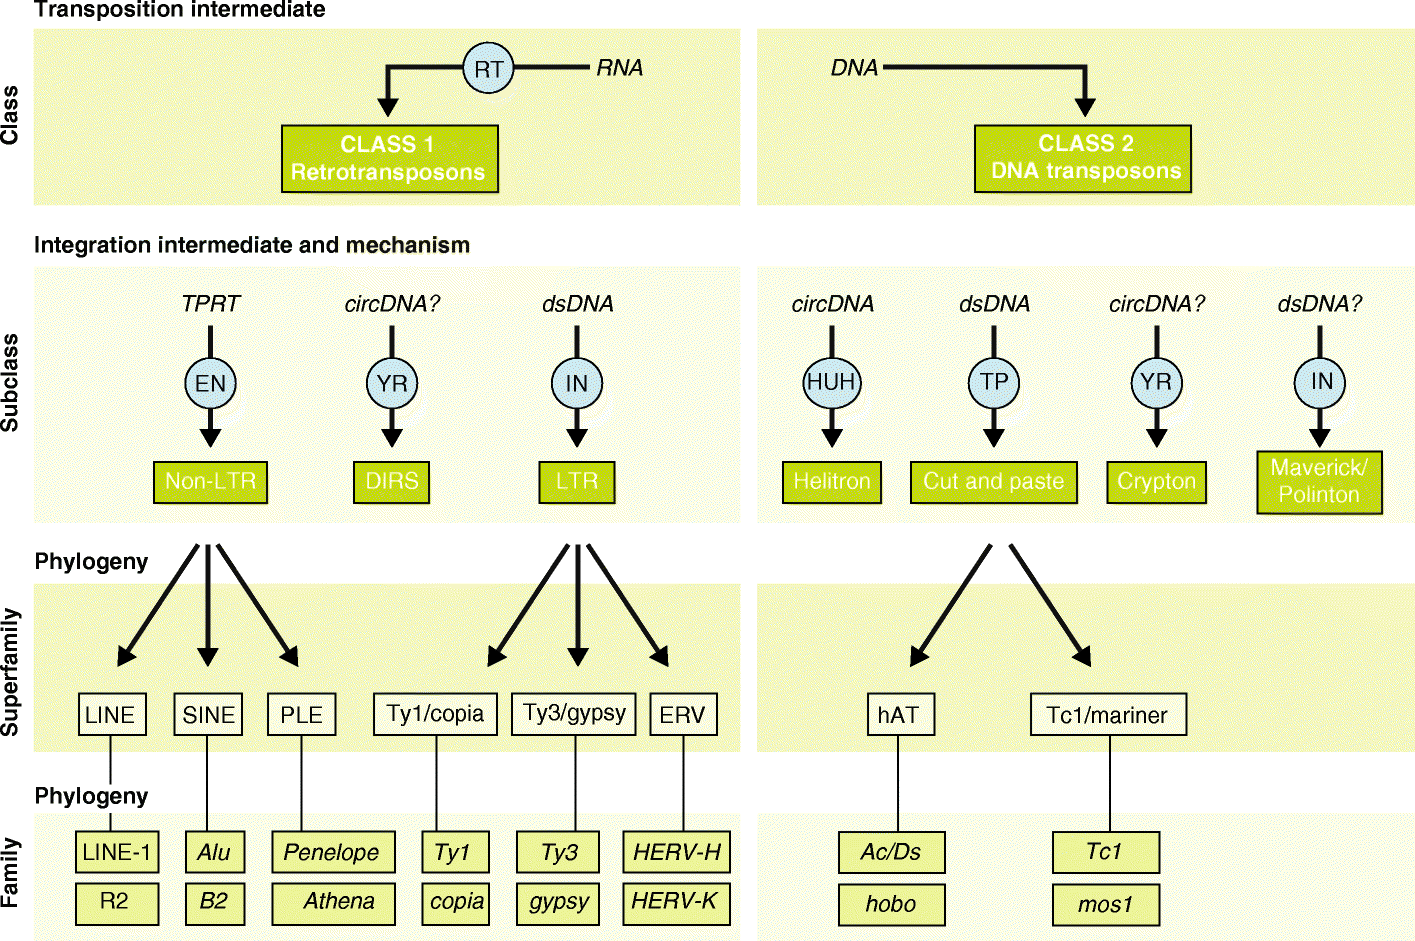 Transposition intermediate
Class
RT
RNA
CLASS 1
Retrotransposons
DNA
CLASS 2
DNA transposons
Integration intermediate and mechanism
Subclass
TPRT
circDNA?
dsDNA
circDNA
dsDNA
circDNA?
dsDNA?
EN
YR
IN
HUH
TP
YR
IN
Non-LTR
DIRS
LTR
Helitron
Cut and paste
Crypton
Maverick/
Polinton
Phylogeny
Superfamily
LINE
SINE
PLE
Ty1/copia
Ty3/gypsy
ERV
hAT
Tc1/mariner
Phylogeny
Family
LINE-1
Alu
Penelope
Ty1
Ty3
HERV-H
Ac/Ds
Tc1
R2
B2
Athena
copia
gypsy
HERV-K
hobo
mos1